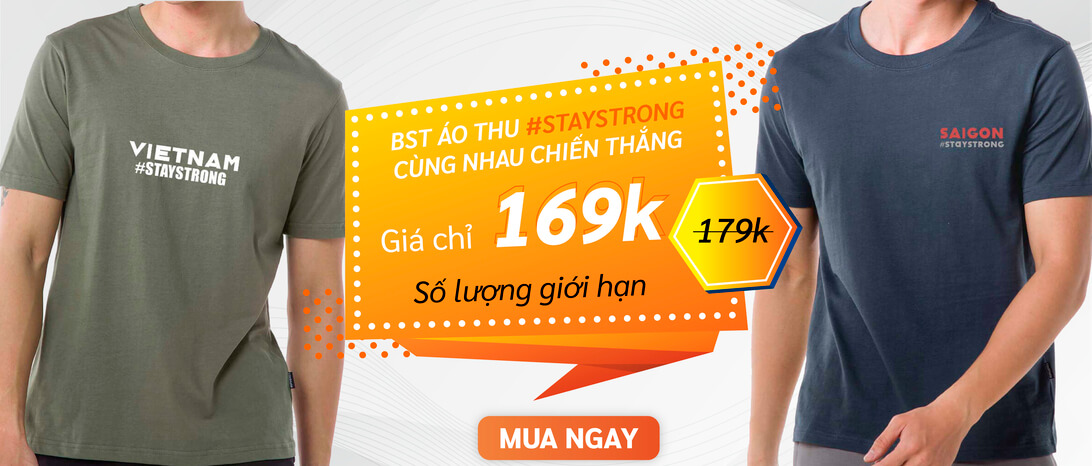 VIETNAM
#STAYSTRONG
BST ÁO THU #STAYSTRONG
CÙNG NHAU CHIẾN THẮNG
Giá chỉ 169k
179k
Số lượng giới hạn
MUA NGAY
SAIGON
#STAYSTRONG